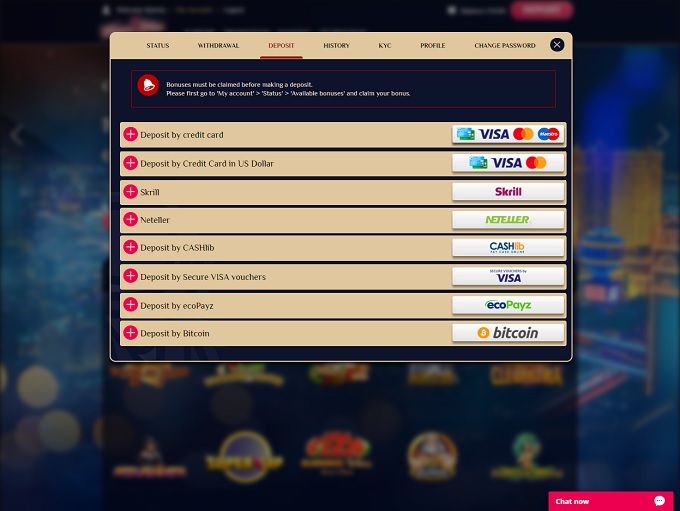 STATUS
WITHDRAWAL
DEPOSIT
HISTORY
KYC
PROFILE
CHANGE PASSWORD
Bonuses must be claimed before making a deposit.
Please first go to 'My account' > 'Status' > 'Available bonuses' and claim your bonus.
Deposit by credit card
VISA
Maestro
Deposit by Credit Card in US Dollar
VISA
Skrill
Skrill
Neteller
NETELLER
Deposit by CASHlib
CASHlib
PAY CASH ONLINE
Deposit by Secure VISA vouchers
SECURE VOUCHERS by
VISA
Deposit by ecoPayz
ecoPayz
Deposit by Bitcoin
bitcoin
Chat now